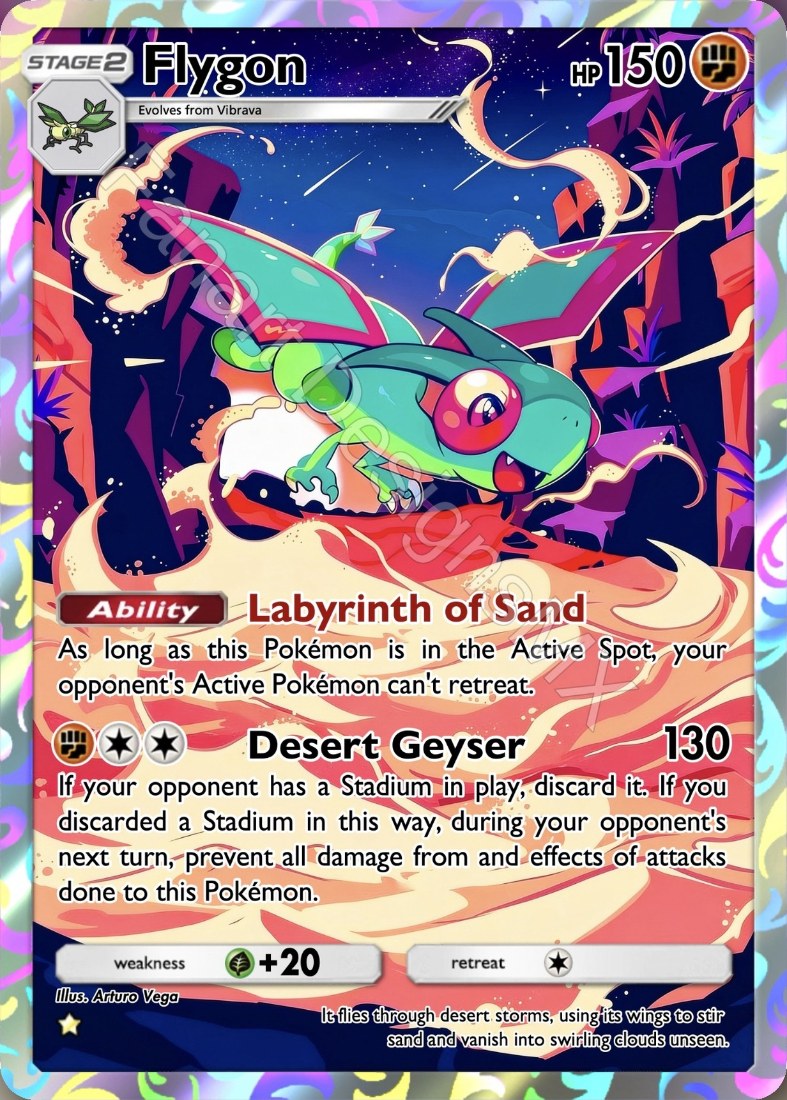 STAGE2 Flygon HP150
Evolves from Vibrava
Fanart DesignsMX
Ability Labyrinth of Sand
As long as this Pokémon is in the Active Spot, your
opponent's Active Pokémon can't retreat.
Desert Geyser 130
If your opponent has a Stadium in play, discard it. If you
discarded a Stadium in this way, during your opponent's
next turn, prevent all damage from and effects of attacks
done to this Pokémon.
weakness +20 retreat
Illus. Arturo Vega
It flies through desert storms, using its wings to stir
sand and vanish into swirling clouds unseen.